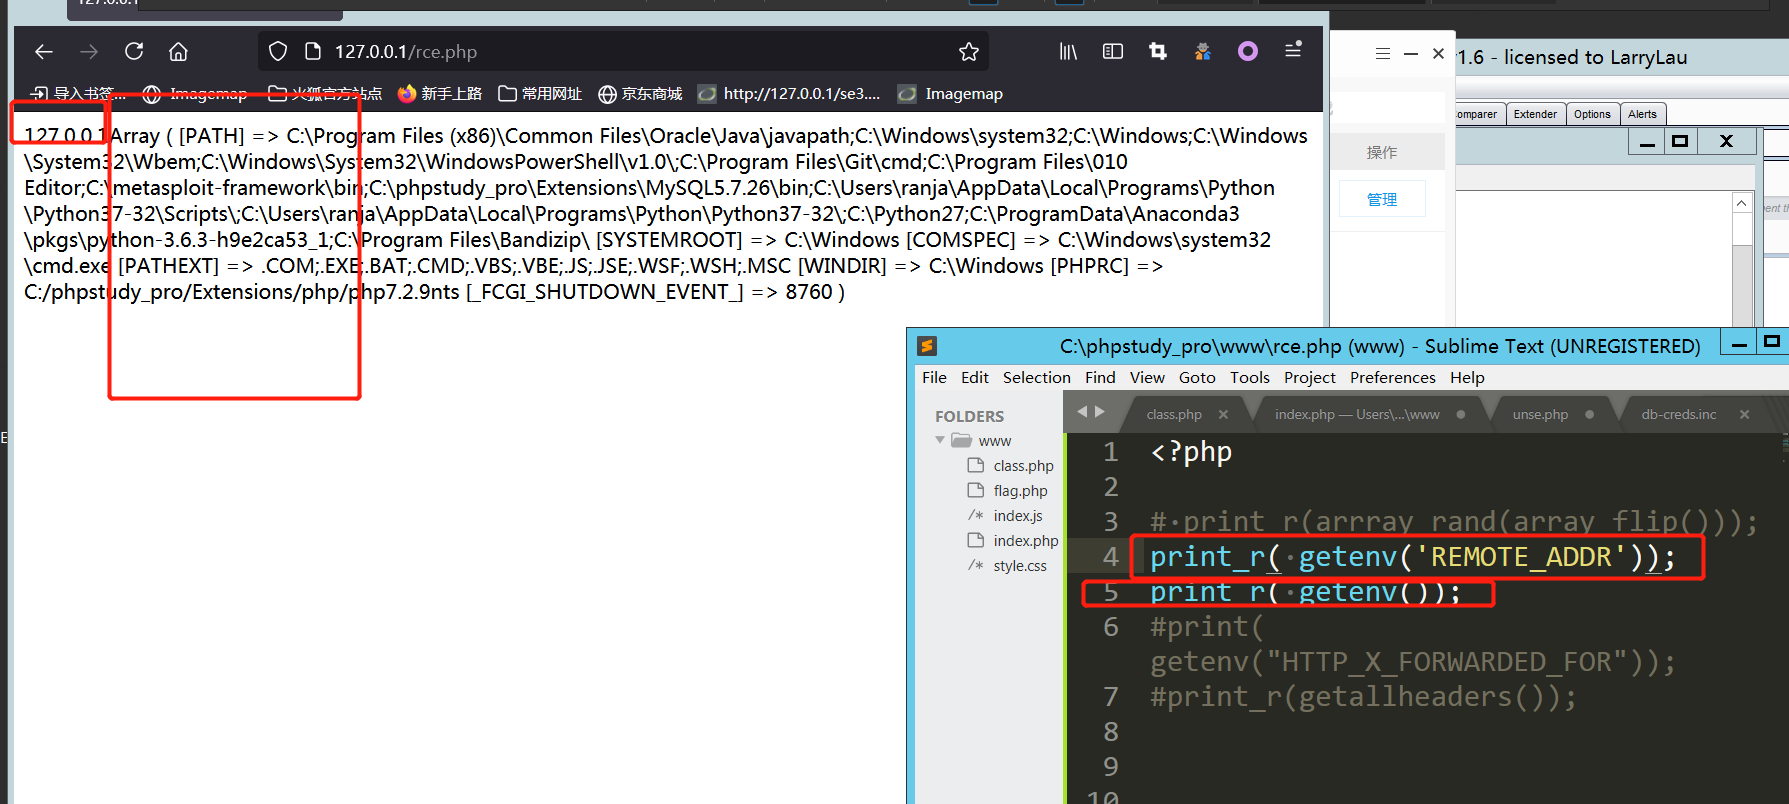 127.0.0.1/rce.php
导入书签... Imagemap 火狐官方站点 新手上路 常用网址 京东商城 http://127.0.0.1/se3.... Imagemap
127.0.0.1Array ( [PATH] => C:\Program Files (x86)\Common Files\Oracle\Java\javapath;C:\Windows\system32;C:\Windows;C:\Windows
\System32\Wbem;C:\Windows\System32\WindowsPowerShell\v1.0\;C:\Program Files\Git\cmd;C:\Program Files\010
Editor;C:\metasploit-framework\bin;C:\phpstudy_pro\Extensions\MySQL5.7.26\bin;C:\Users\ranja\AppData\Local\Programs\Python
\Python37-32\Scripts\;C:\Users\ranja\AppData\Local\Programs\Python\Python37-32\;C:\Python27;C:\ProgramData\Anaconda3
\pkgs\python-3.6.3-h9e2ca53_1;C:\Program Files\Bandizip\ [SYSTEMROOT] => C:\Windows [COMSPEC] => C:\Windows\system32
\cmd.exe [PATHEXT] => .COM;.EXE;.BAT;.CMD;.VBS;.VBE;.JS;.JSE;.WSF;.WSH;.MSC [WINDIR] => C:\Windows [PHPRC] =>
C:/phpstudy_pro/Extensions/php/php7.2.9nts [_FCGI_SHUTDOWN_EVENT_] => 8760 )
1.6 - licensed to LarryLau
omparer Extender Options Alerts
操作
管理
C:\phpstudy_pro\www\rce.php (www) - Sublime Text (UNREGISTERED)
File Edit Selection Find View Goto Tools Project Preferences Help
FOLDERS
www
class.php
flag.php
/* index.js
index.php
/* style.css
class.php index.php — Users\...\www unse.php db-creds.inc
1 <?php
2
3 # print_r(arrray_rand(array_flip()));
4 print_r( getenv('REMOTE_ADDR'));
5 print_r( getenv());
6 #print(
getenv("HTTP_X_FORWARDED_FOR"));
7 #print_r(getallheaders());
8
9
10